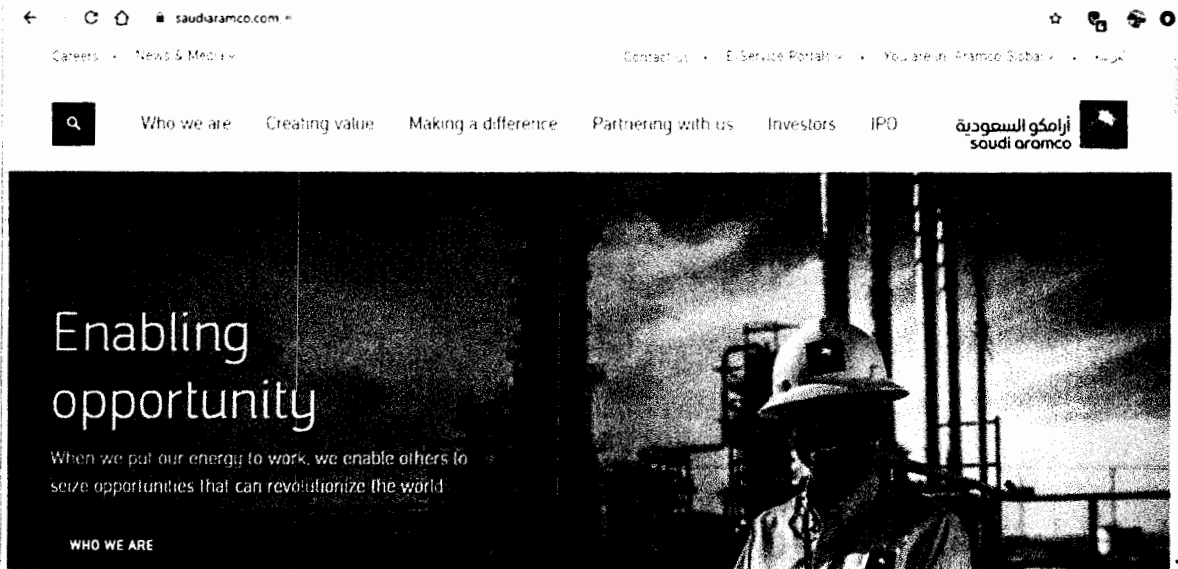 saudiaramco.com
Careers • News & Media
Contact us • E-Service Portals • You are in: Aramco Global • عربية
Who we are Creating value Making a difference Partnering with us Investors IPO
أرامكو السعودية
saudi aramco
Enabling
opportunity
When we put our energy to work, we enable others to
seize opportunities that can revolutionize the world
WHO WE ARE